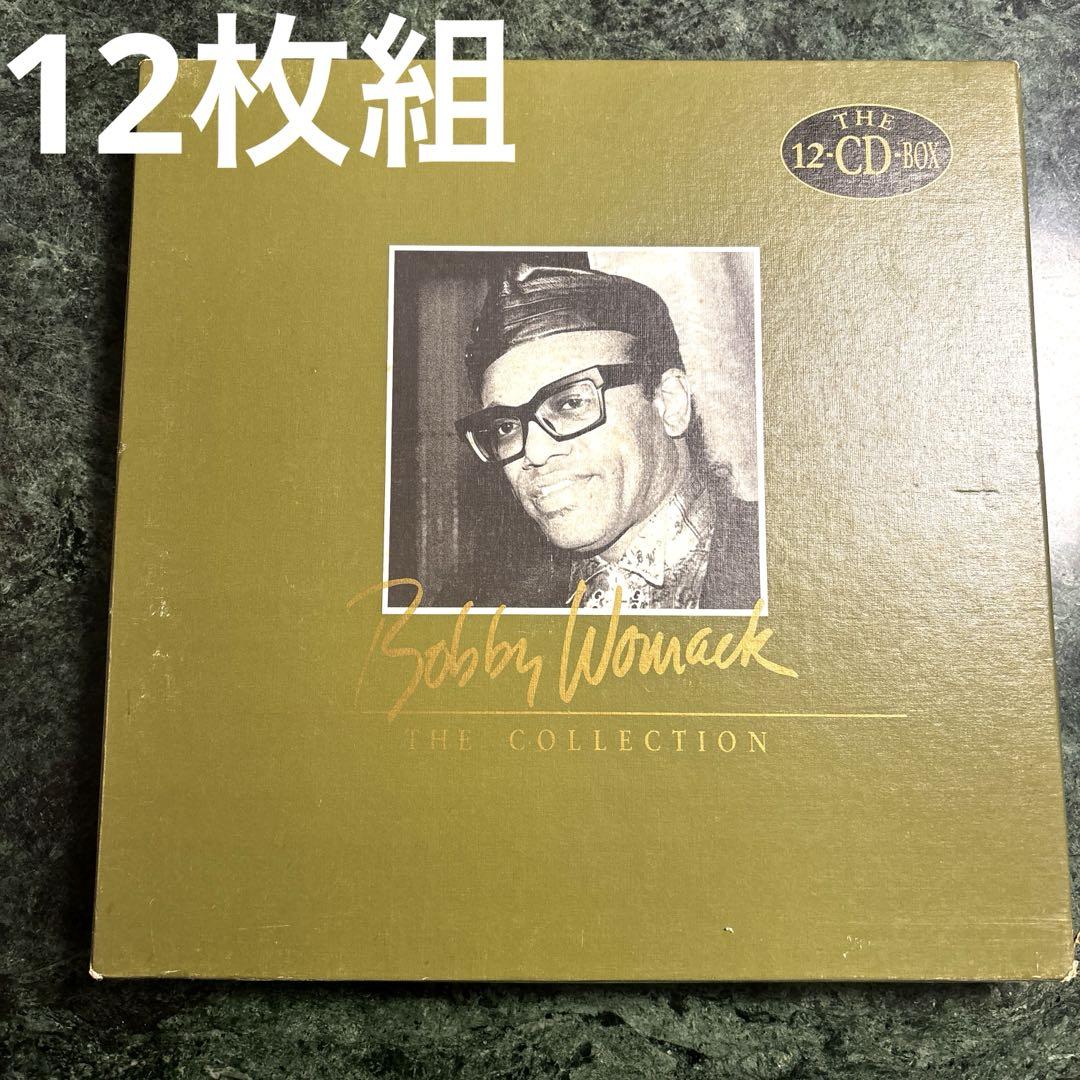 12枚組
THE
12-CD-BOX
Bobby Womack
THE COLLECTION